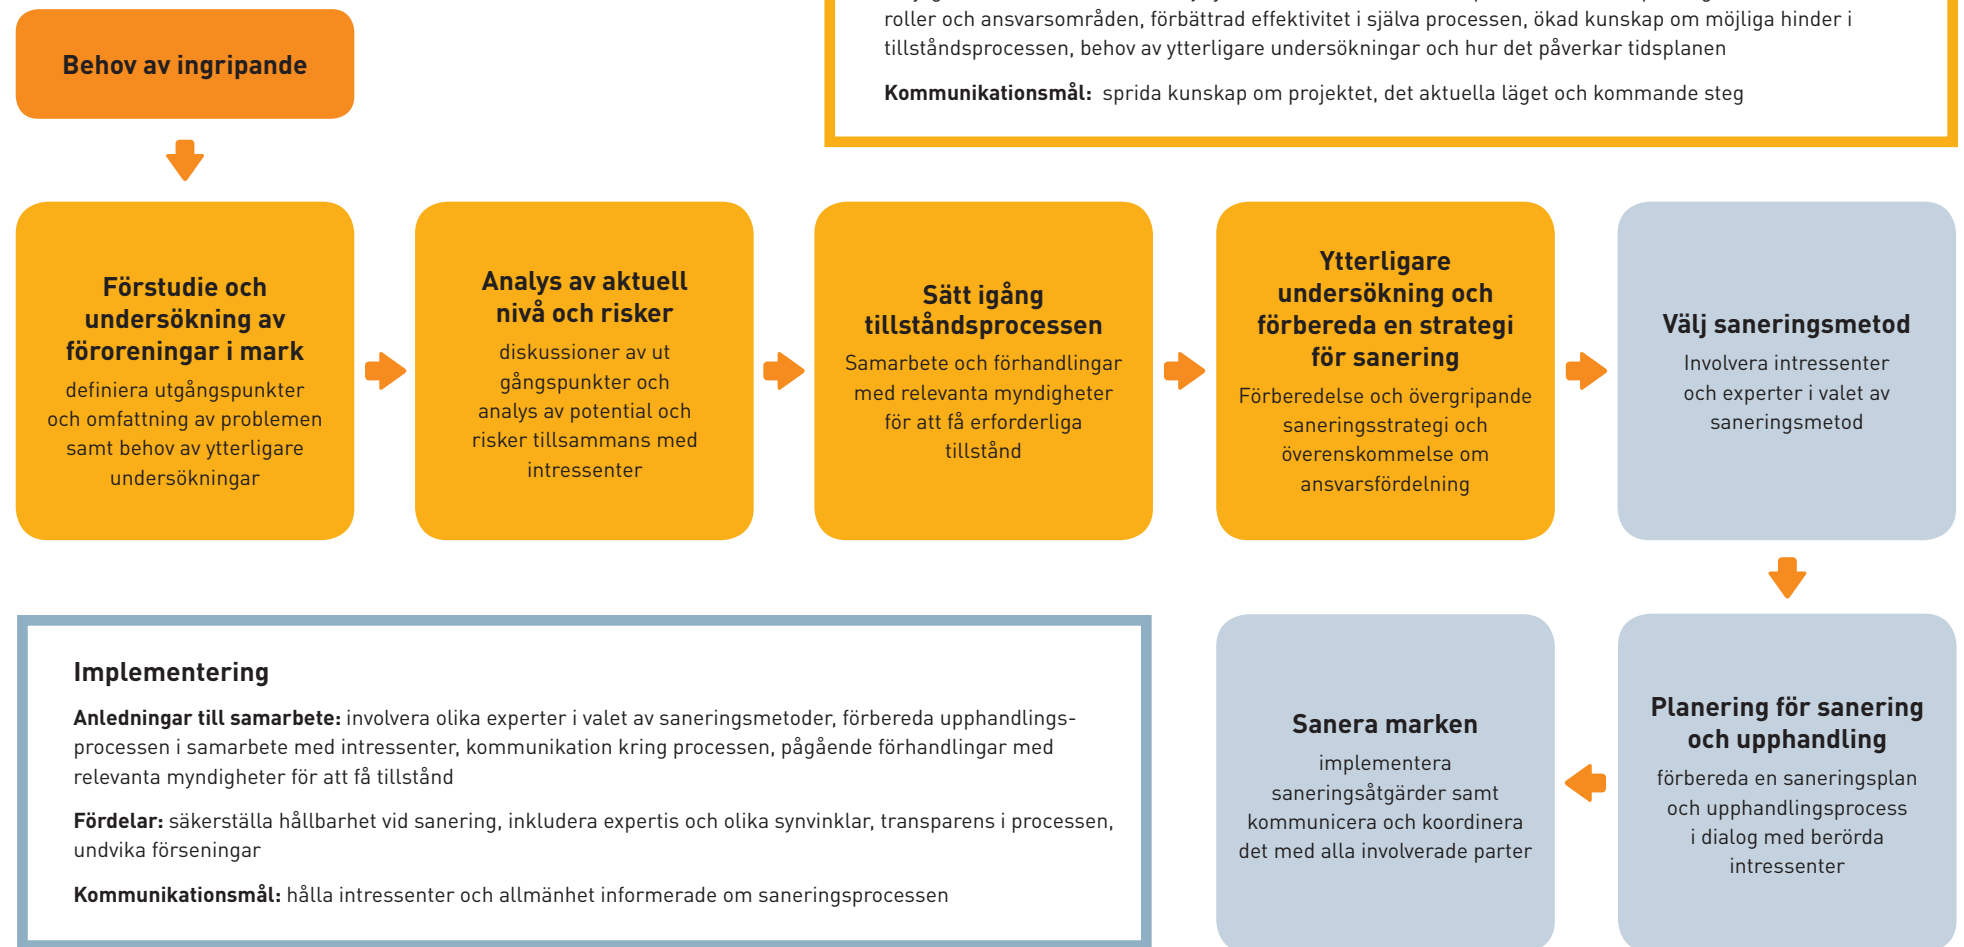 roller och ansvarsområden, förbättrad effektivitet i själva processen, ökad kunskap om möjliga hinder i
tillståndsprocessen, behov av ytterligare undersökningar och hur det påverkar tidsplanen
Kommunikationsmål: sprida kunskap om projektet, det aktuella läget och kommande steg
Behov av ingripande
Förstudie och
undersökning av
föroreningar i mark
definiera utgångspunkter
och omfattning av problemen
samt behov av ytterligare
undersökningar
Analys av aktuell
nivå och risker
diskussioner av ut
gångspunkter och
analys av potential och
risker tillsammans med
intressenter
Sätt igång
tillståndsprocessen
Samarbete och förhandlingar
med relevanta myndigheter
för att få erforderliga
tillstånd
Ytterligare
undersökning och
förbereda en strategi
för sanering
Förberedelse och övergripande
saneringsstrategi och
överenskommelse om
ansvarsfördelning
Välj saneringsmetod
Involvera intressenter
och experter i valet av
saneringsmetod
Planering för sanering
och upphandling
förbereda en saneringsplan
och upphandlingsprocess
i dialog med berörda
intressenter
Sanera marken
implementera
saneringsåtgärder samt
kommunicera och koordinera
det med alla involverade parter
Implementering
Anledningar till samarbete: involvera olika experter i valet av saneringsmetoder, förbereda upphandlings-
processen i samarbete med intressenter, kommunikation kring processen, pågående förhandlingar med
relevanta myndigheter för att få tillstånd
Fördelar: säkerställa hållbarhet vid sanering, inkludera expertis och olika synvinklar, transparens i processen,
undvika förseningar
Kommunikationsmål: hålla intressenter och allmänhet informerade om saneringsprocessen